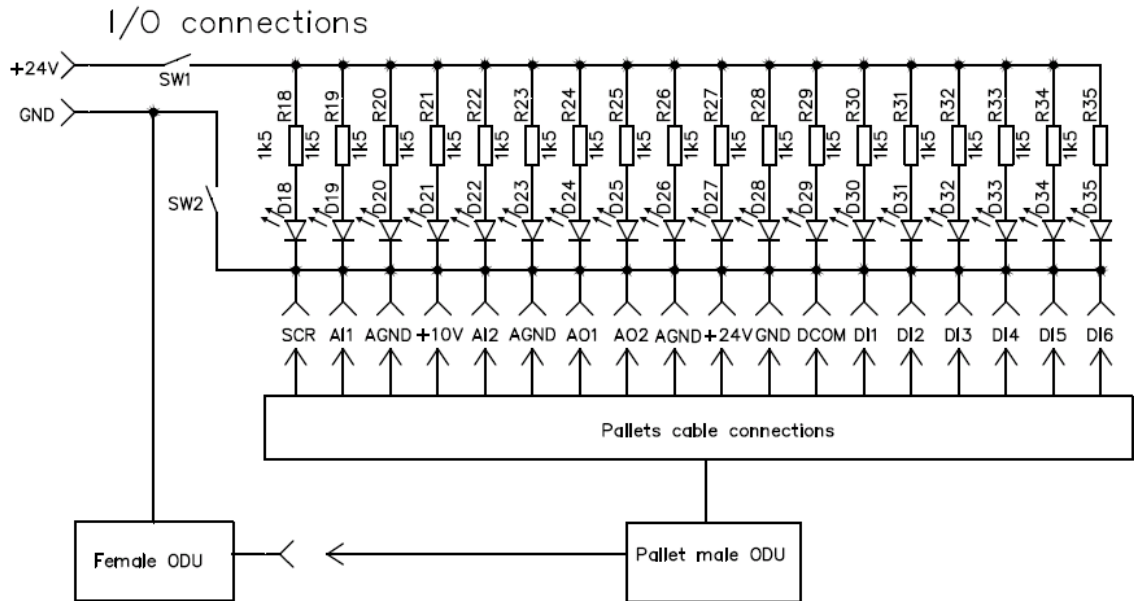 I/O connections
+24V
SW1
GND
SW2
R18 R19 R20 R21 R22 R23 R24 R25 R26 R27 R28 R29 R30 R31 R32 R33 R34 R35
1k5 1k5 1k5 1k5 1k5 1k5 1k5 1k5 1k5 1k5 1k5 1k5 1k5 1k5 1k5 1k5 1k5 1k5
D18 D19 D20 D21 D22 D23 D24 D25 D26 D27 D28 D29 D30 D31 D32 D33 D34 D35
SCR AI1 AGND +10V AI2 AGND AO1 AO2 AGND +24V GND DCOM DI1 DI2 DI3 DI4 DI5 DI6
Pallets cable connections
Female ODU
Pallet male ODU